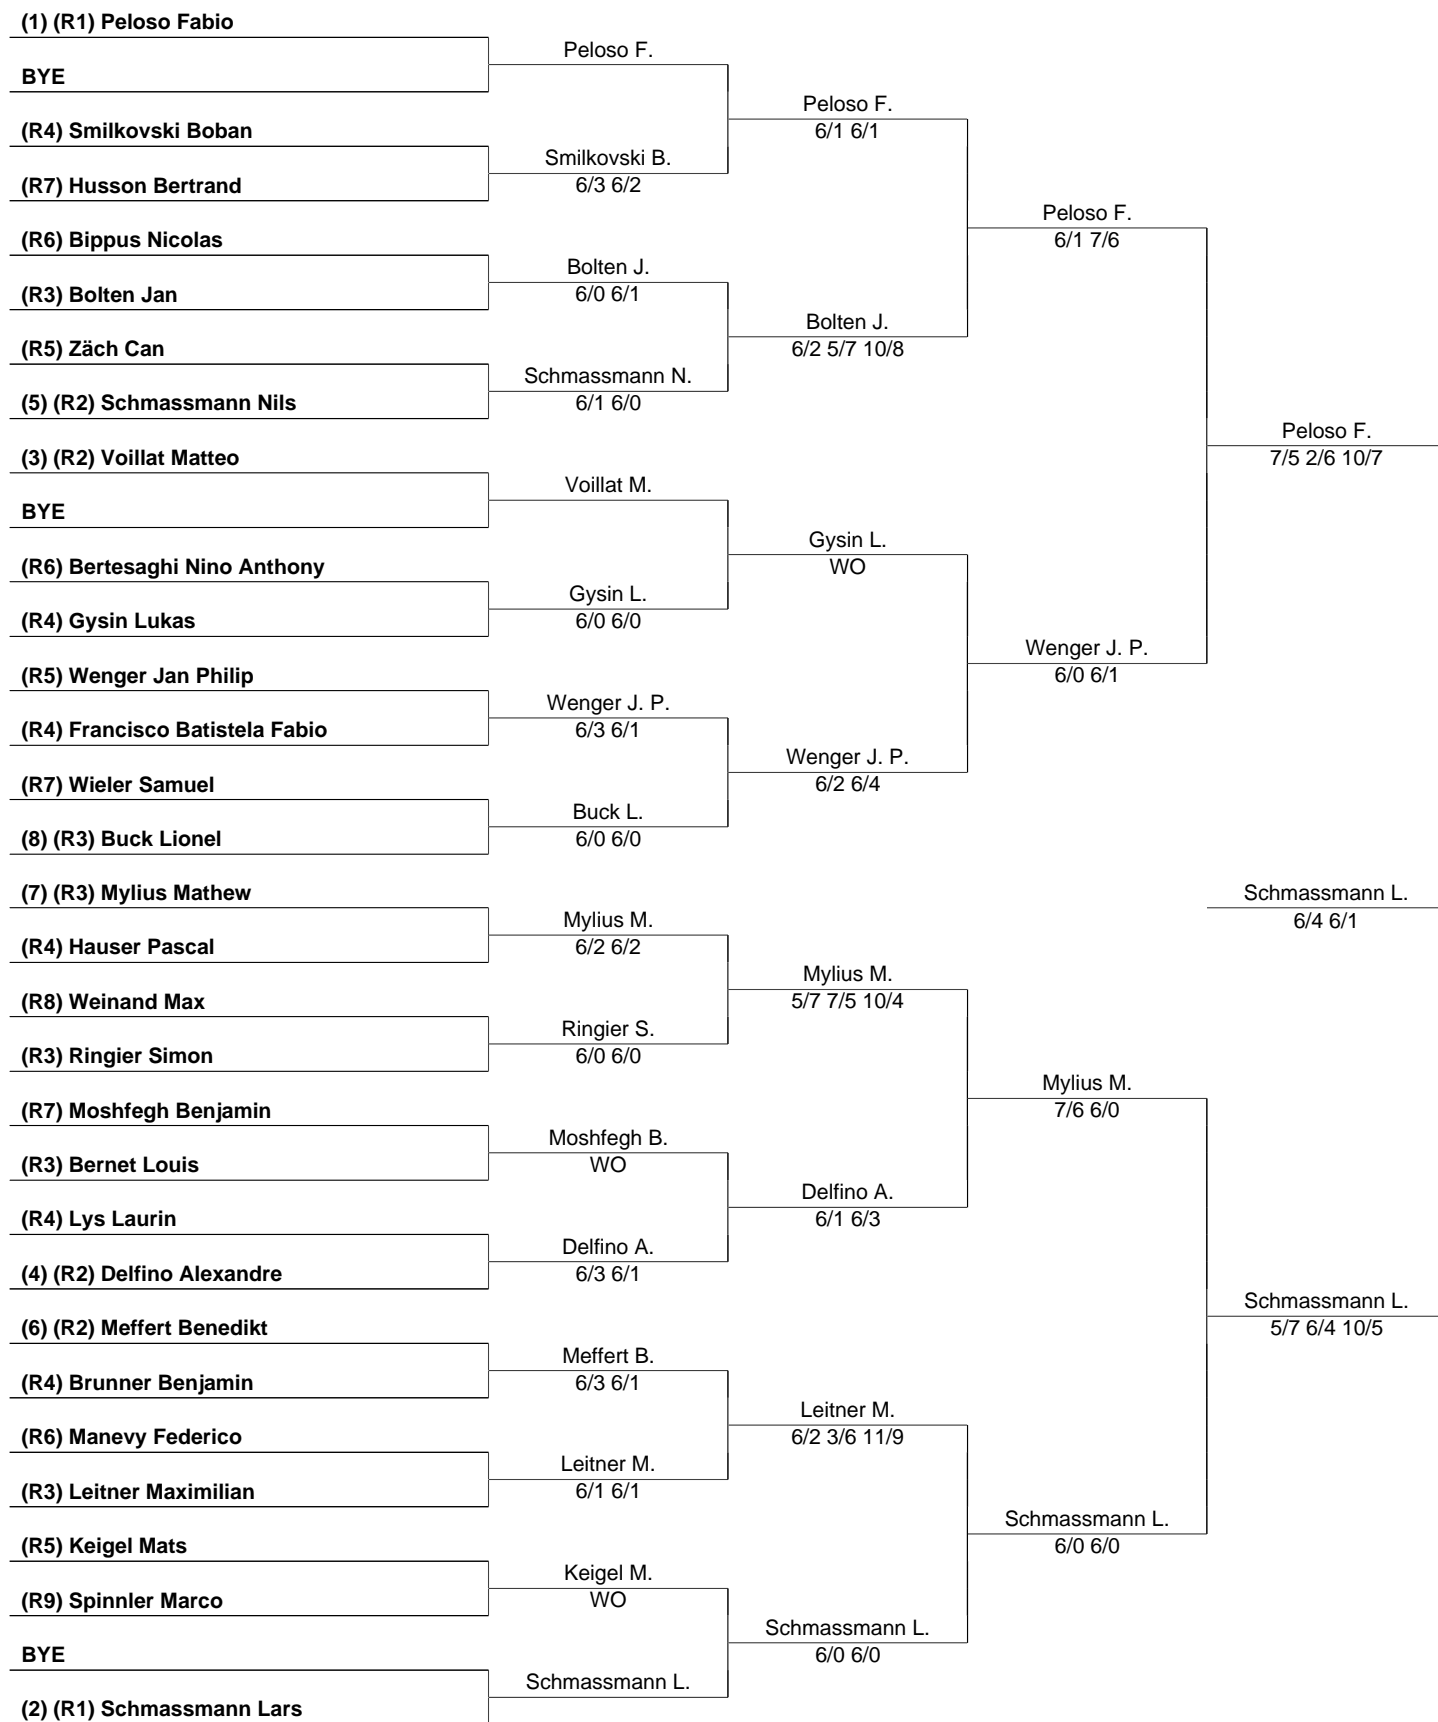 (1) (R1) Peloso Fabio
BYE
(R4) Smilkovski Boban
(R7) Husson Bertrand
(R6) Bippus Nicolas
(R3) Bolten Jan
(R5) Zäch Can
(5) (R2) Schmassmann Nils
(3) (R2) Voillat Matteo
BYE
(R6) Bertesaghi Nino Anthony
(R4) Gysin Lukas
(R5) Wenger Jan Philip
(R4) Francisco Batistela Fabio
(R7) Wieler Samuel
(8) (R3) Buck Lionel
(7) (R3) Mylius Mathew
(R4) Hauser Pascal
(R8) Weinand Max
(R3) Ringier Simon
(R7) Moshfegh Benjamin
(R3) Bernet Louis
(R4) Lys Laurin
(4) (R2) Delfino Alexandre
(6) (R2) Meffert Benedikt
(R4) Brunner Benjamin
(R6) Manevy Federico
(R3) Leitner Maximilian
(R5) Keigel Mats
(R9) Spinnler Marco
BYE
(2) (R1) Schmassmann Lars
Peloso F.
Smilkovski B.
6/3 6/2
Bolten J.
6/0 6/1
Schmassmann N.
6/1 6/0
Voillat M.
Gysin L.
6/0 6/0
Wenger J. P.
6/3 6/1
Buck L.
6/0 6/0
Mylius M.
6/2 6/2
Ringier S.
6/0 6/0
Moshfegh B.
WO
Delfino A.
6/3 6/1
Meffert B.
6/3 6/1
Leitner M.
6/1 6/1
Keigel M.
WO
Schmassmann L.
Peloso F.
6/1 6/1
Bolten J.
6/2 5/7 10/8
Gysin L.
WO
Wenger J. P.
6/2 6/4
Mylius M.
5/7 7/5 10/4
Delfino A.
6/1 6/3
Leitner M.
6/2 3/6 11/9
Schmassmann L.
6/0 6/0
Peloso F.
6/1 7/6
Wenger J. P.
6/0 6/1
Mylius M.
7/6 6/0
Schmassmann L.
6/0 6/0
Peloso F.
7/5 2/6 10/7
Schmassmann L.
6/4 6/1
Schmassmann L.
5/7 6/4 10/5